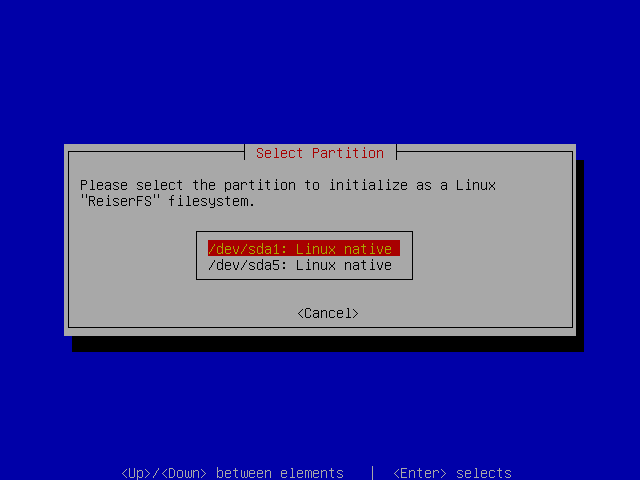 Select Partition
Please select the partition to initialize as a Linux
"ReiserFS" filesystem.
/dev/sda1: Linux native
/dev/sda5: Linux native
<Cancel>
<Up>/<Down> between elements | <Enter> selects